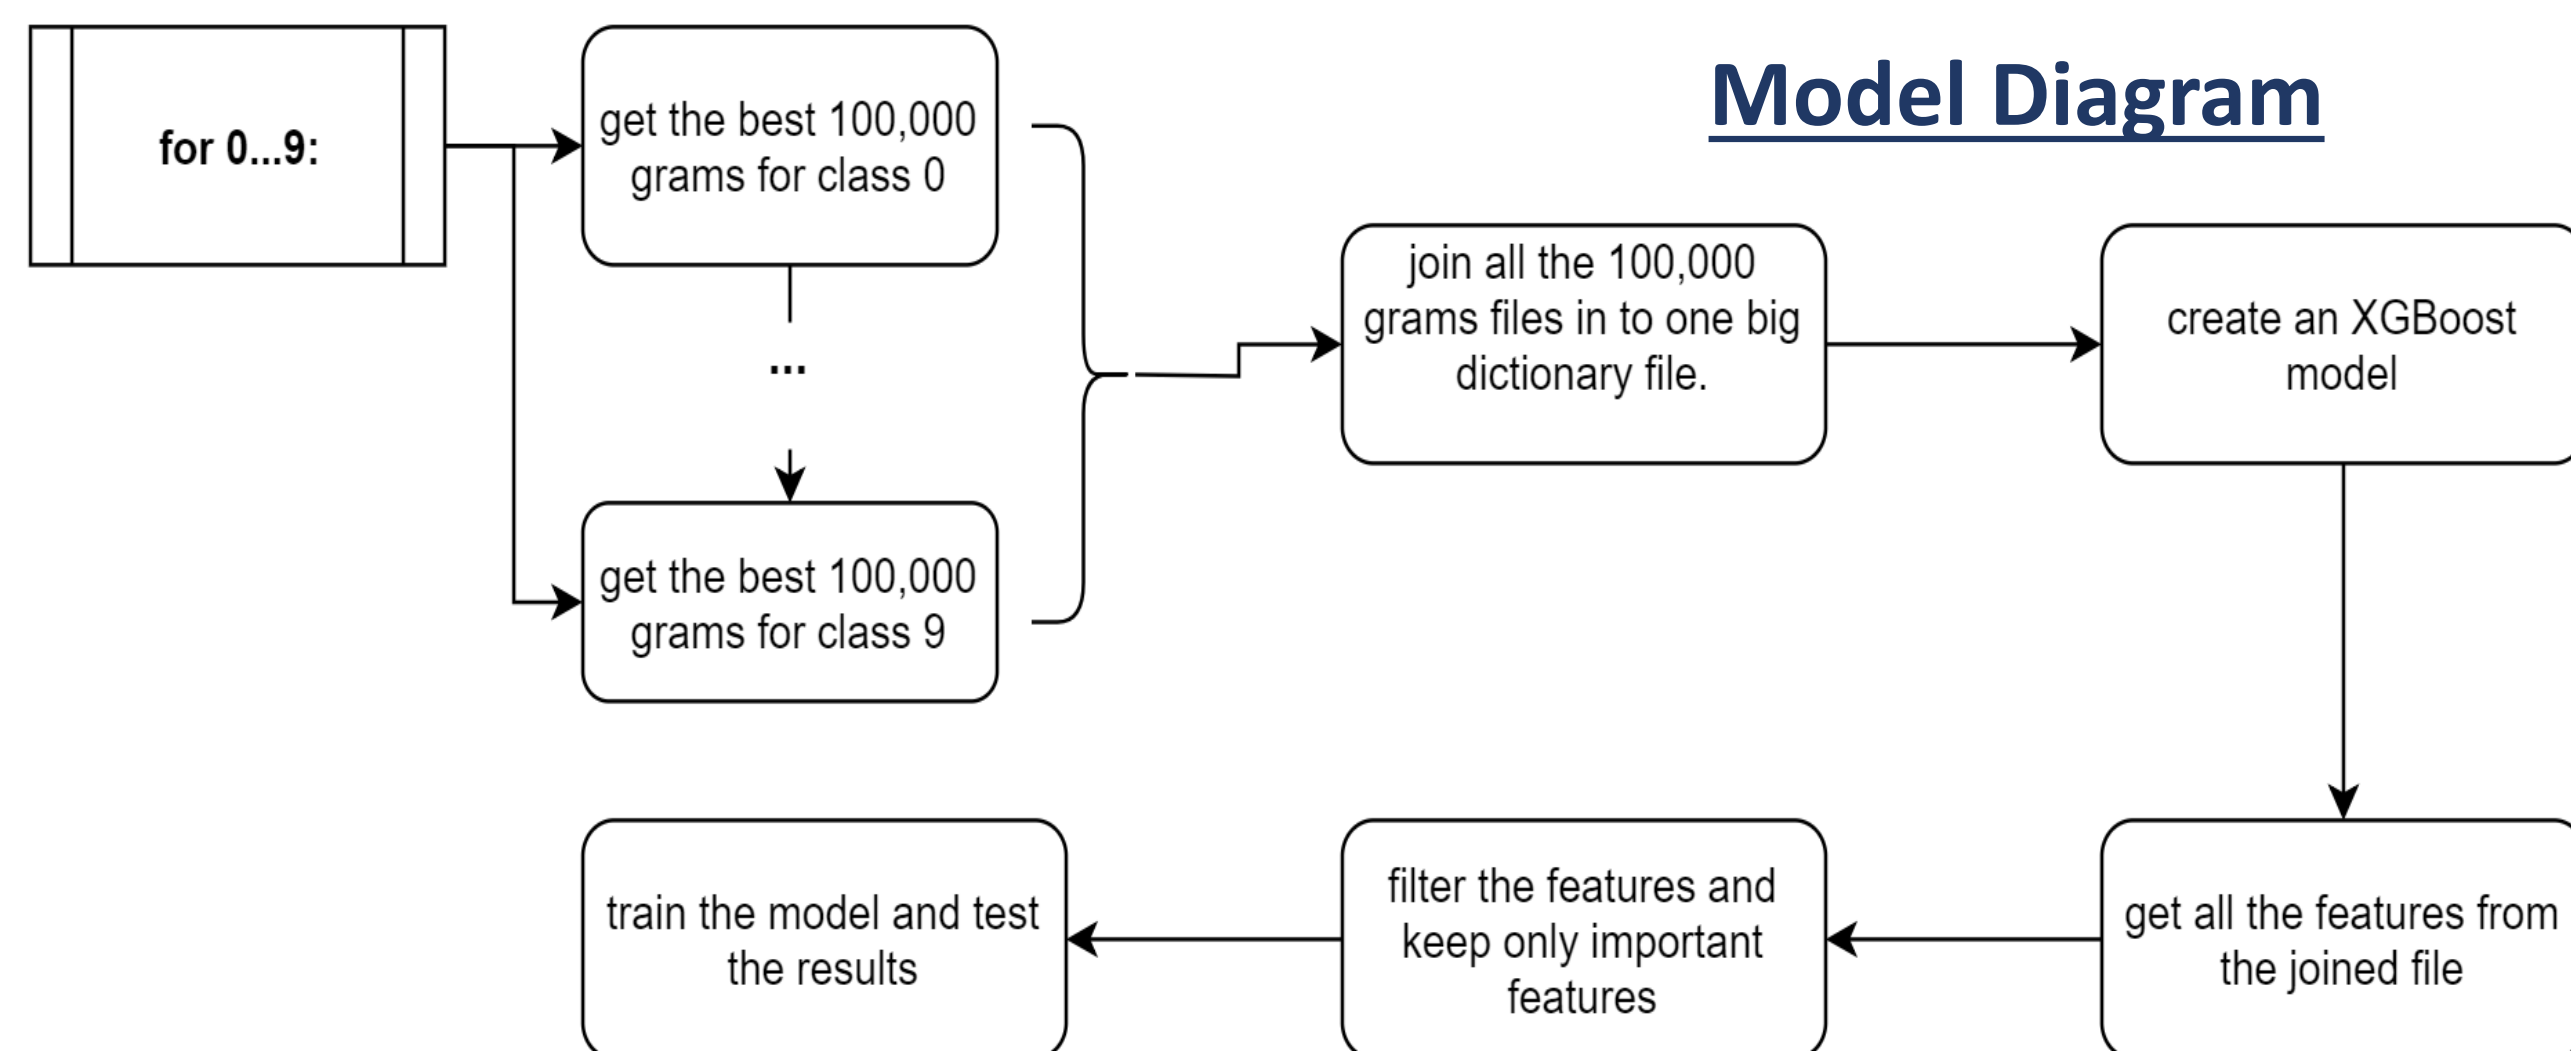 Model Diagram
for 0...9:
get the best 100,000
grams for class 0
...
get the best 100,000
grams for class 9
join all the 100,000
grams files in to one big
dictionary file.
create an XGBoost
model
get all the features from
the joined file
filter the features and
keep only important
features
train the model and test
the results